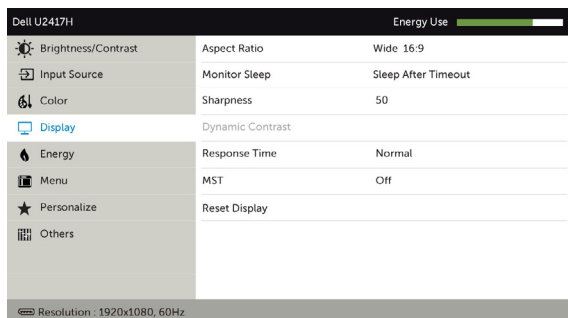 Dell U2417H Energy Use
Brightness/Contrast Aspect Ratio Wide 16:9
Input Source Monitor Sleep Sleep After Timeout
Color Sharpness 50
Display Dynamic Contrast
Energy Response Time Normal
Menu MST Off
Personalize Reset Display
Others
Resolution : 1920x1080, 60Hz